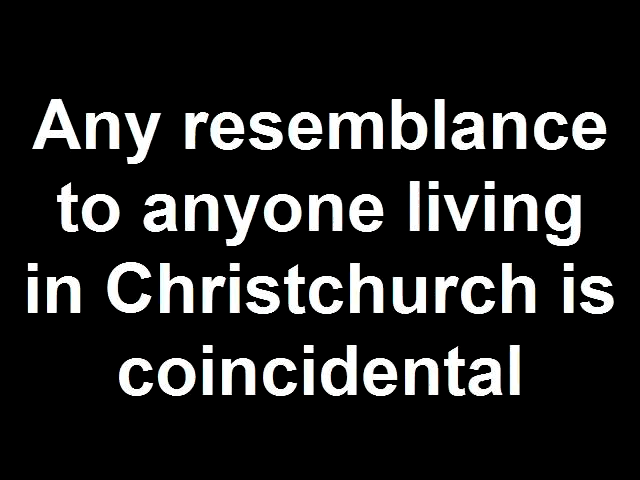 Any resemblance
to anyone living
in Christchurch is
coincidental